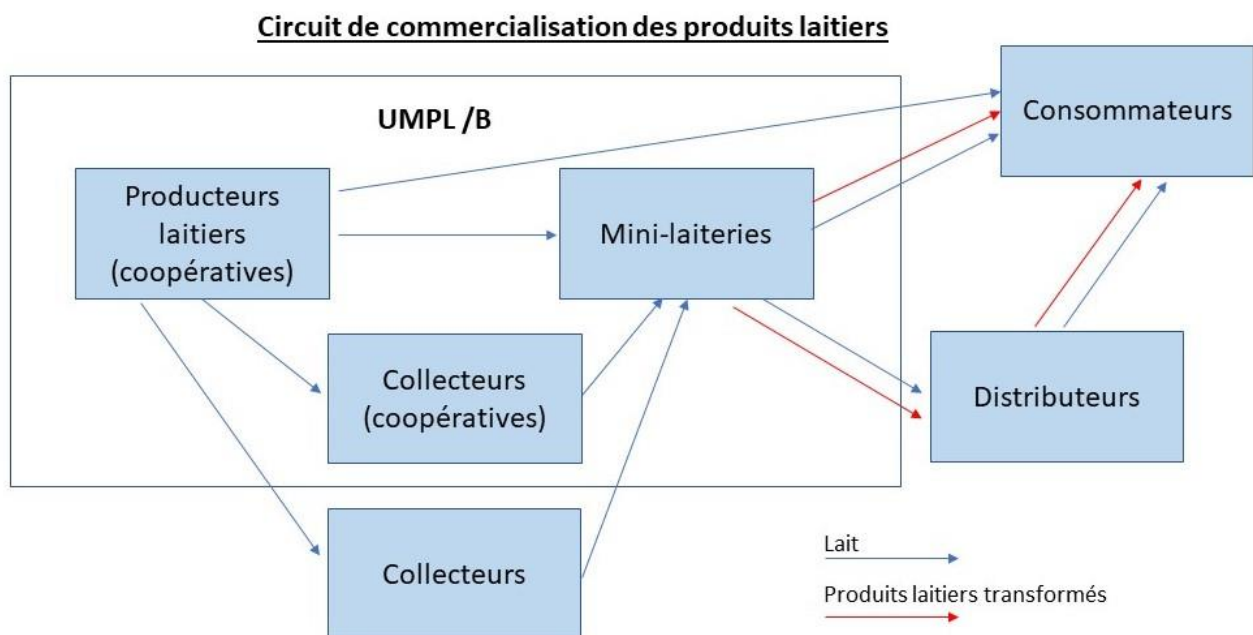 Circuit de commercialisation des produits laitiers
UMPL /B
Consommateurs
Producteurs
laitiers
(coopératives)
Mini-laiteries
Collecteurs
(coopératives)
Distributeurs
Collecteurs
Lait
Produits laitiers transformés